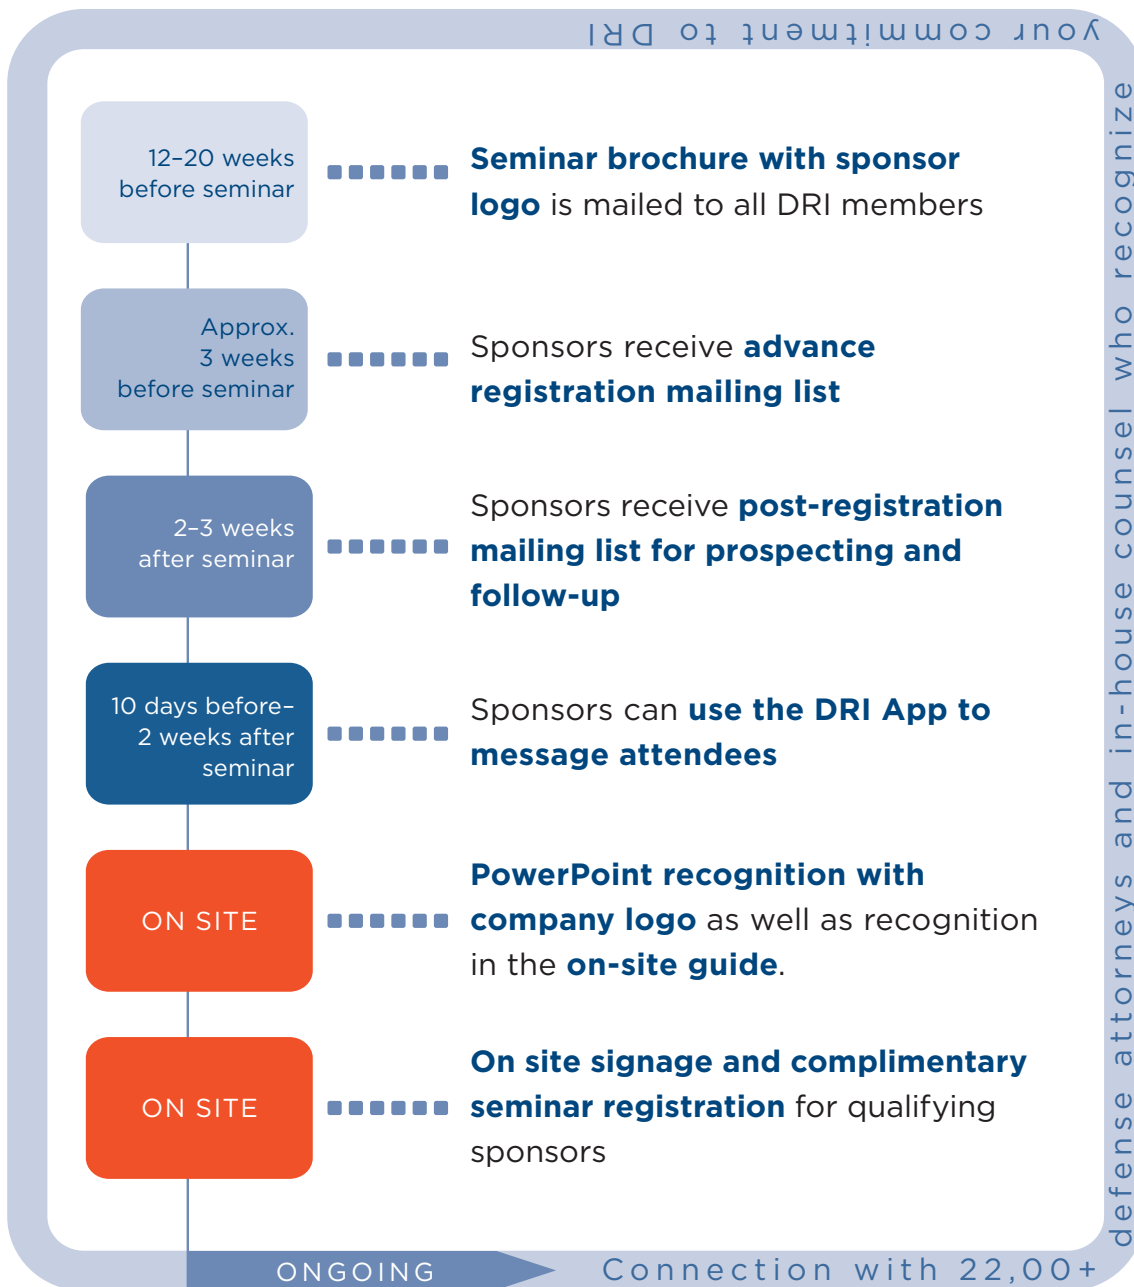 12–20 weeks
before seminar
Seminar brochure with sponsor
logo is mailed to all DRI members
Approx.
3 weeks
before seminar
Sponsors receive advance
registration mailing list
2–3 weeks
after seminar
Sponsors receive post-registration
mailing list for prospecting and
follow-up
10 days before–
2 weeks after
seminar
Sponsors can use the DRI App to
message attendees
ON SITE
PowerPoint recognition with
company logo as well as recognition
in the on-site guide.
ON SITE
On site signage and complimentary
seminar registration for qualifying
sponsors
ONGOING
Connection with 22,00+
defense attorneys and in-house counsel who recognize
your commitment to DRI